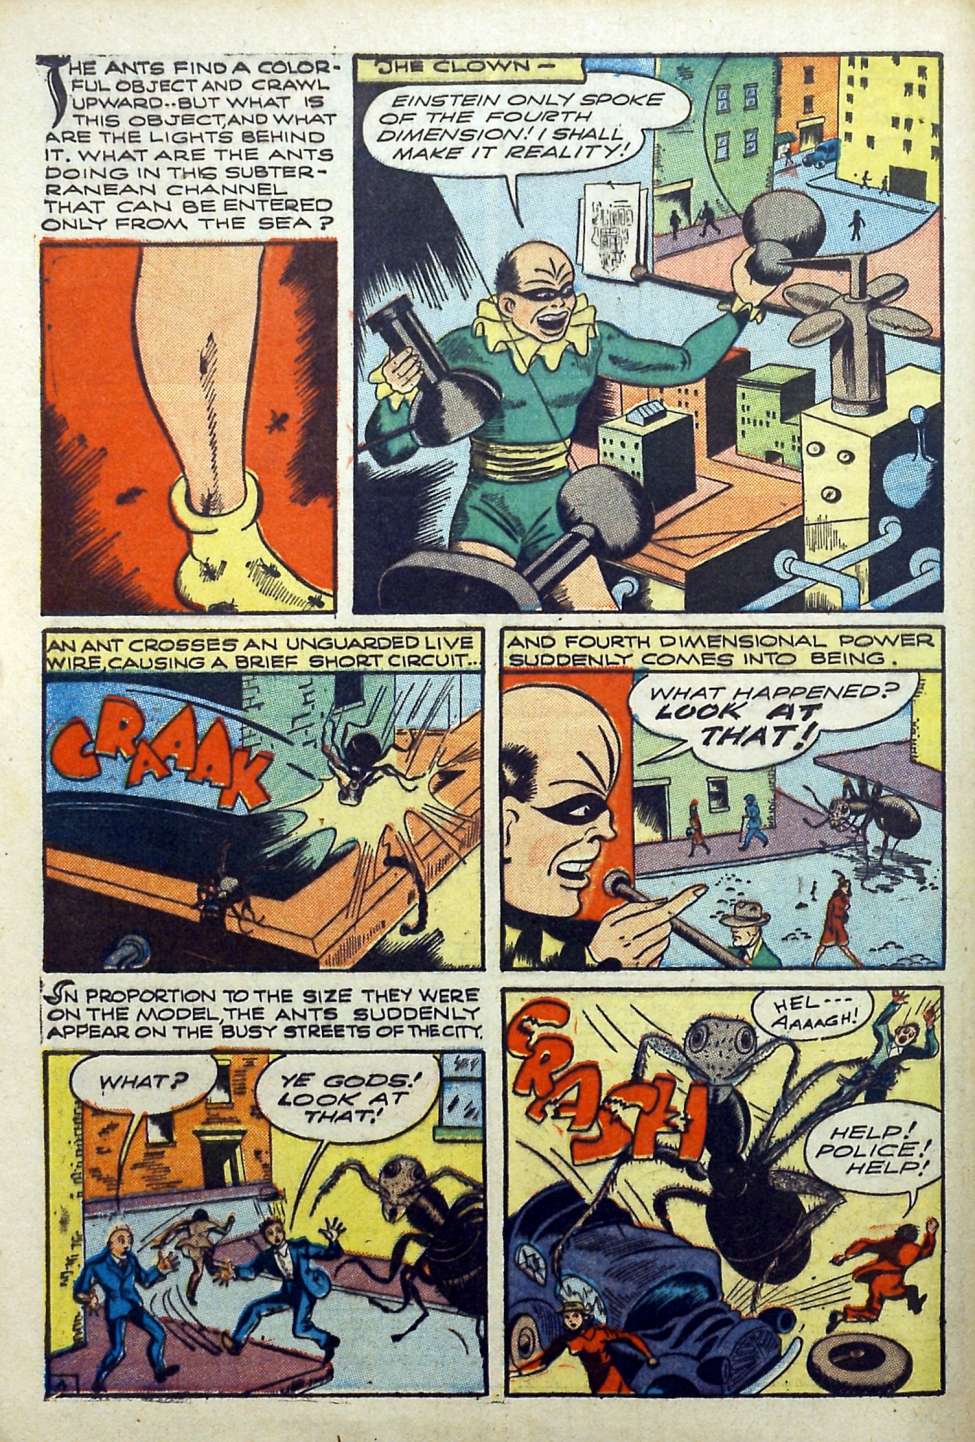 THE ANTS FIND A COLOR-
FUL OBJECT AND CRAWL
UPWARD..BUT WHAT IS
THIS OBJECT, AND WHAT
ARE THE LIGHTS BEHIND
IT. WHAT ARE THE ANTS
DOING IN THIS SUBTER-
RANEAN CHANNEL
THAT CAN BE ENTERED
ONLY FROM THE SEA?
THE CLOWN —
EINSTEIN ONLY SPOKE
OF THE FOURTH
DIMENSION! I SHALL
MAKE IT REALITY!
AN ANT CROSSES AN UNGUARDED LIVE
WIRE, CAUSING A BRIEF SHORT CIRCUIT...
CRAAAK
AND FOURTH DIMENSIONAL POWER
SUDDENLY COMES INTO BEING.
WHAT HAPPENED?
LOOK AT
THAT!
IN PROPORTION TO THE SIZE THEY WERE
ON THE MODEL, THE ANTS SUDDENLY
APPEAR ON THE BUSY STREETS OF THE CITY.
WHAT?
YE GODS!
LOOK AT
THAT!
CRASH
HEL---
AAAAGH!
HELP!
POLICE!
HELP!